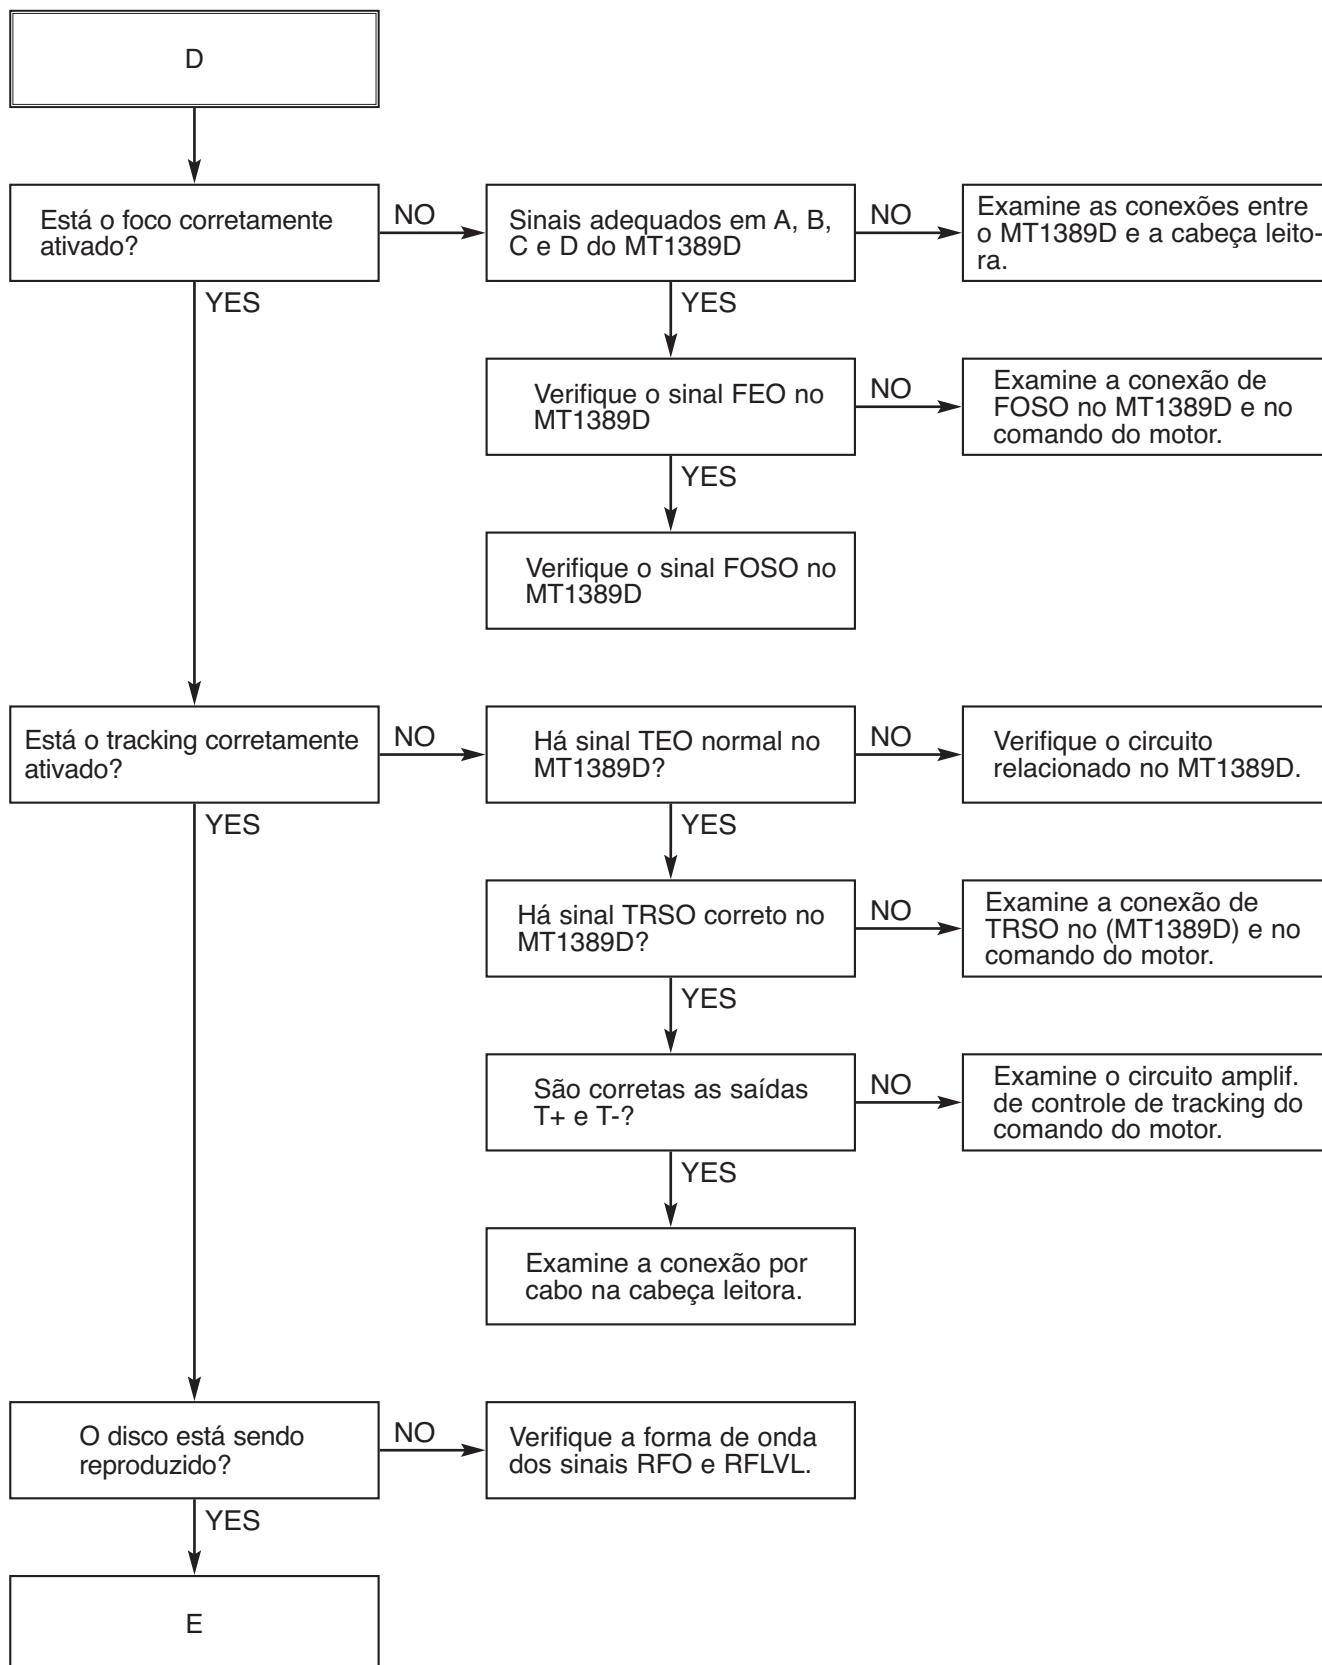 D
Está o foco corretamente
ativado?
NO
Sinais adequados em A, B,
C e D do MT1389D
NO
Examine as conexões entre
o MT1389D e a cabeça leito-
ra.
YES
YES
Verifique o sinal FEO no
MT1389D
NO
Examine a conexão de
FOSO no MT1389D e no
comando do motor.
YES
Verifique o sinal FOSO no
MT1389D
Está o tracking corretamente
ativado?
NO
Há sinal TEO normal no
MT1389D?
NO
Verifique o circuito
relacionado no MT1389D.
YES
YES
Há sinal TRSO correto no
MT1389D?
NO
Examine a conexão de
TRSO no (MT1389D) e no
comando do motor.
YES
São corretas as saídas
T+ e T-?
NO
Examine o circuito amplif.
de controle de tracking do
comando do motor.
YES
Examine a conexão por
cabo na cabeça leitora.
O disco está sendo
reproduzido?
NO
Verifique a forma de onda
dos sinais RFO e RFLVL.
YES
E